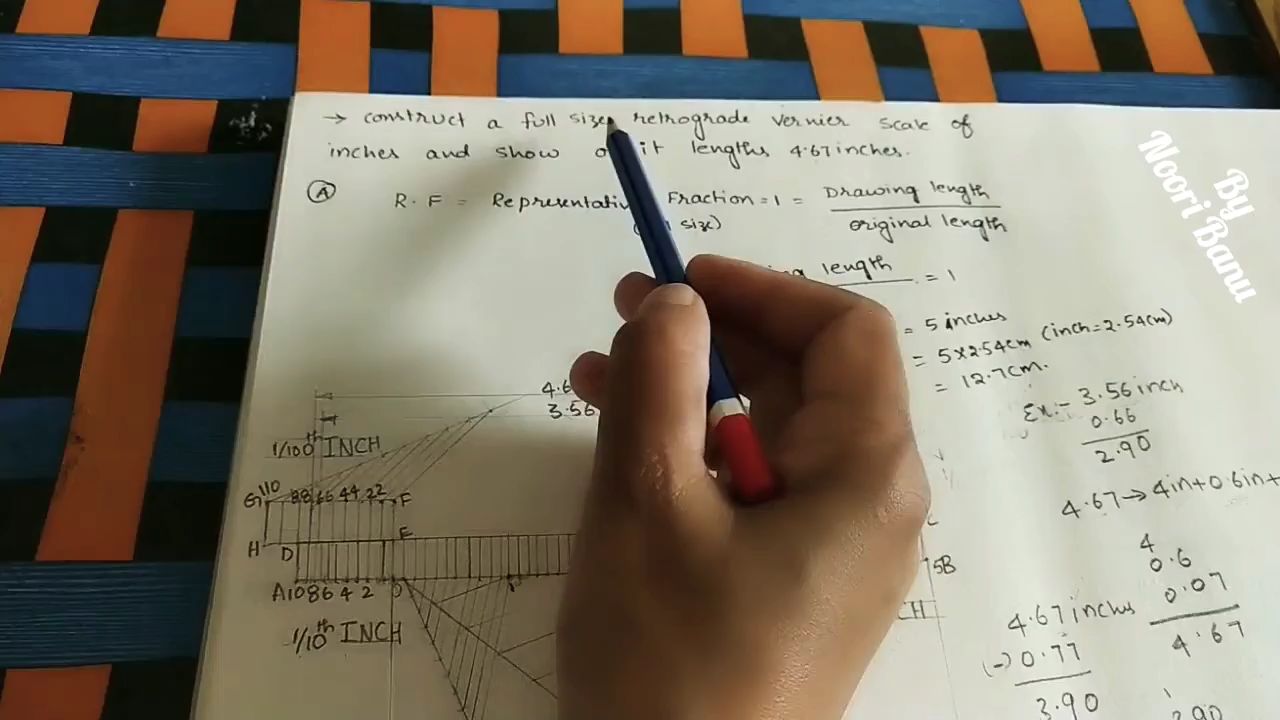 → construct a full size retrograde vernier scale of
inches and show it lengths 4.67 inches.
A R.F = Representativ Fraction = 1 = Drawing length
original length
size)
length = 1
= 5 inches
= 5×2.54cm (inch=2.54cm)
= 12.7cm.
Ex:- 3.56 inch
0.66
2.90
4.67→4in+0.6in+
4
0.6
0.07
4.67
4.67 inches
(-) 0.77
3.90
4.6
3.56
1/100th INCH
G 110 88 66 44 22 F
H D E
A 10 8 6 4 2 0
5B
1/10th INCH
CH
By
Noori Banu